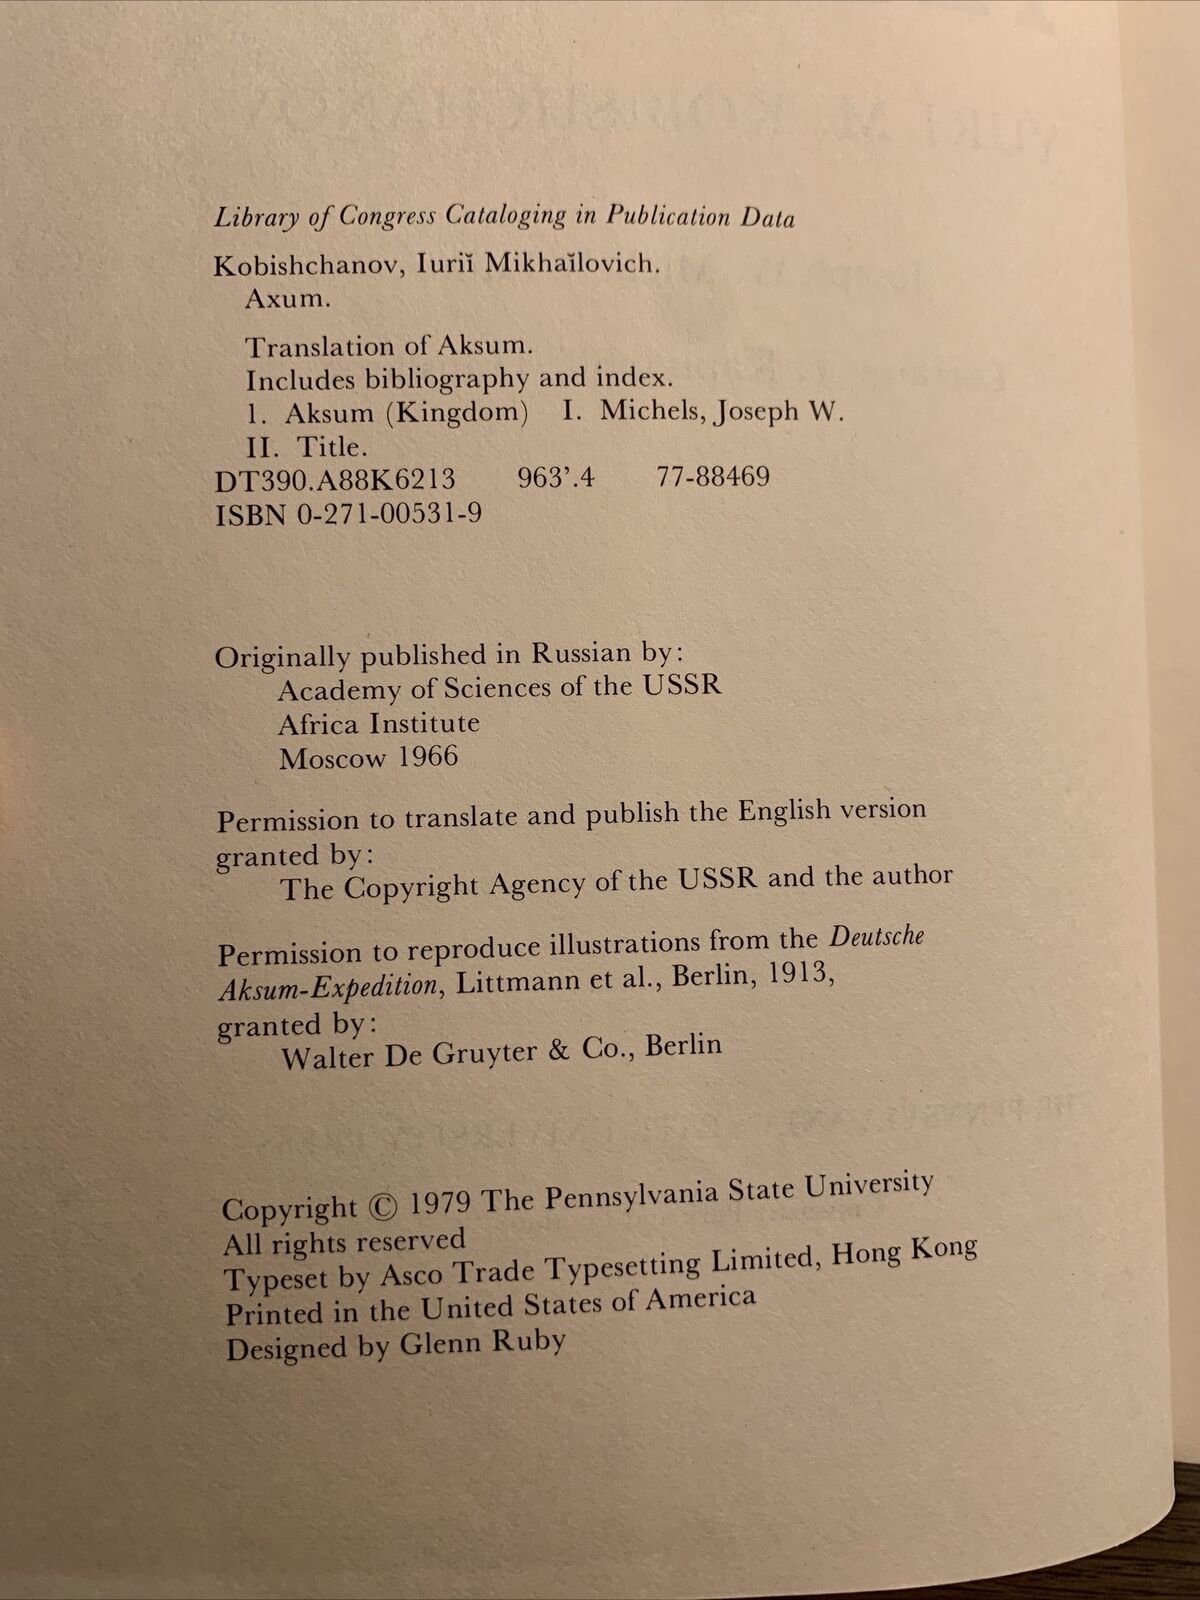 Library of Congress Cataloging in Publication Data
Kobishchanov, Iuriĭ Mikhaĭlovich.
Axum.
Translation of Aksum.
Includes bibliography and index.
1. Aksum (Kingdom) I. Michels, Joseph W.
II. Title.
DT390.A88K6213 963'.4 77-88469
ISBN 0-271-00531-9
Originally published in Russian by:
Academy of Sciences of the USSR
Africa Institute
Moscow 1966
Permission to translate and publish the English version
granted by:
The Copyright Agency of the USSR and the author
Permission to reproduce illustrations from the Deutsche
Aksum-Expedition, Littmann et al., Berlin, 1913,
granted by:
Walter De Gruyter & Co., Berlin
Copyright © 1979 The Pennsylvania State University
All rights reserved
Typeset by Asco Trade Typesetting Limited, Hong Kong
Printed in the United States of America
Designed by Glenn Ruby